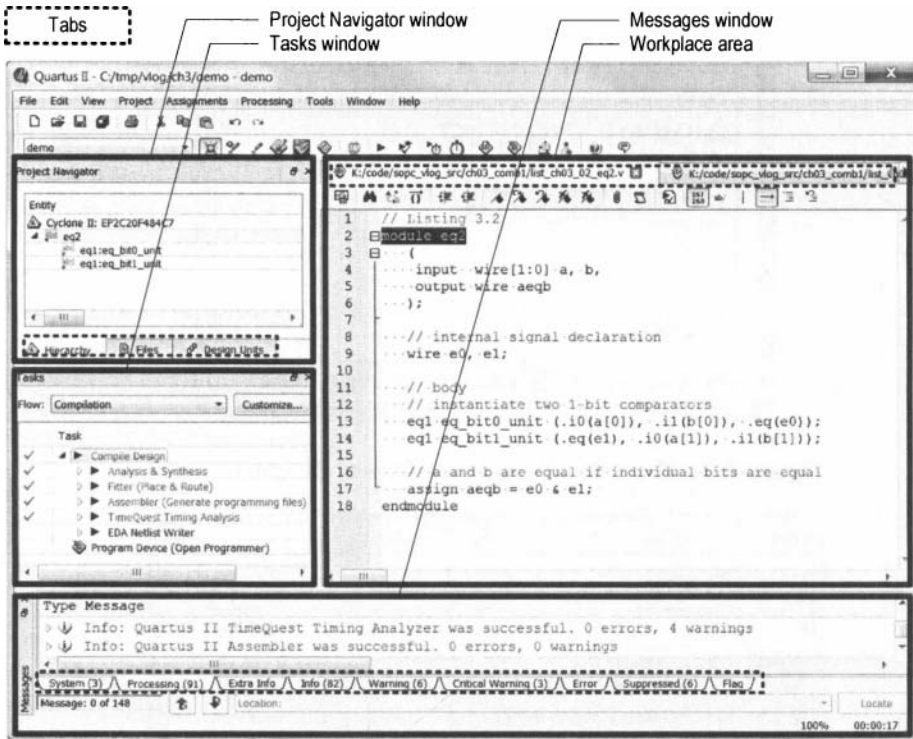 Tabs
Project Navigator window
Tasks window
Messages window
Workplace area
Quartus II - C:/tmp/vlog/ch3/demo - demo
File Edit View Project Assignments Processing Tools Window Help
demo
Project Navigator
Entity
Cyclone II: EP2C20F484C7
eq2
eq1:eq_bit0_unit
eq1:eq_bit1_unit
Hierarchy Files Design Units
Tasks
Flow: Compilation Customize...
Task
Compile Design
Analysis & Synthesis
Fitter (Place & Route)
Assembler (Generate programming files)
TimeQuest Timing Analysis
EDA Netlist Writer
Program Device (Open Programmer)
K:/code/sopc_vlog_src/ch03_comb1/list_ch03_02_eq2.v K:/code/sopc_vlog_src/ch03_comb1/list
1 // Listing 3.2
2 module eq2
3 (
4 input wire[1:0] a, b,
5 output wire aeqb
6 );
7
8 // internal signal declaration
9 wire e0, e1;
10
11 // body
12 // instantiate two 1-bit comparators
13 eq1 eq_bit0_unit (.i0(a[0]), .i1(b[0]), .eq(e0));
14 eq1 eq_bit1_unit (.eq(e1), .i0(a[1]), .i1(b[1]));
15
16 // a and b are equal if individual bits are equal
17 assign aeqb = e0 & e1;
18 endmodule
Type Message
Info: Quartus II TimeQuest Timing Analyzer was successful. 0 errors, 4 warnings
Info: Quartus II Assembler was successful. 0 errors, 0 warnings
System (3) Processing (91) Extra Info Info (82) Warning (6) Critical Warning (3) Error Suppressed (6) Flag
Messages
Message: 0 of 148 Location: Locate
100% 00:00:17